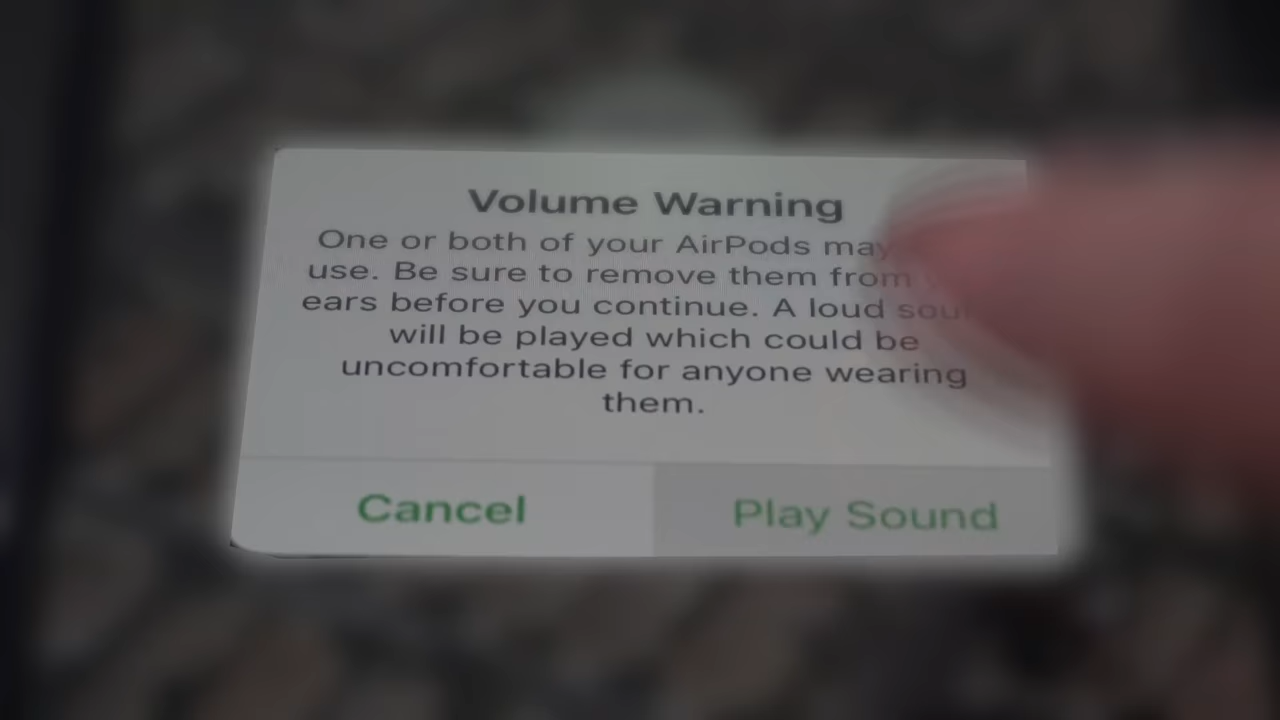 Volume Warning
One or both of your AirPods may
use. Be sure to remove them from
ears before you continue. A loud
will be played which could be
uncomfortable for anyone wearing
them.
Cancel
Play Sound